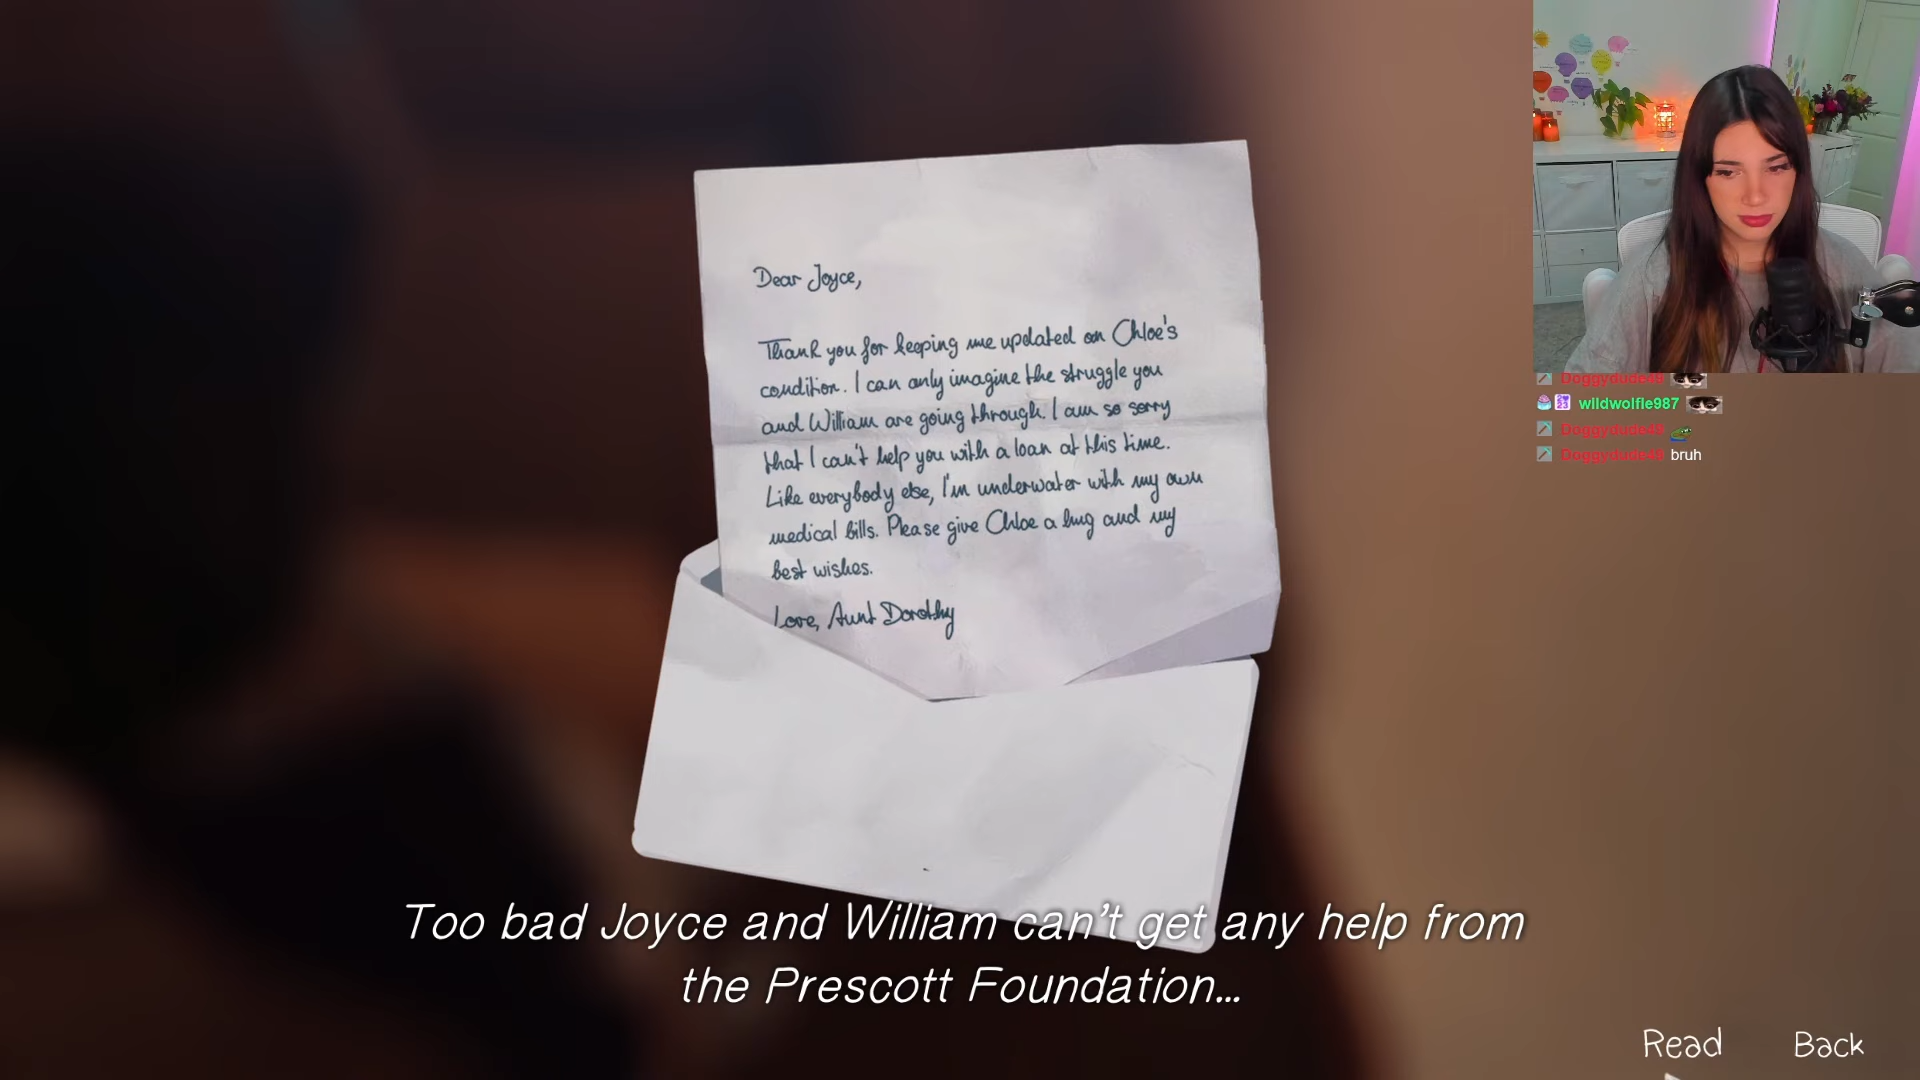 Dear Joyce,
Thank you for keeping me updated on Chloe's
condition. I can only imagine the struggle you
and William are going through. I am so sorry
that I can't help you with a loan at this time.
Like everybody else, I'm underwater with my own
medical bills. Please give Chloe a hug and my
best wishes.
Love, Aunt Dorothy
Too bad Joyce and William can't get any help from
the Prescott Foundation...
Read Back
Doggydude49
wildwolfie987
Doggydude49
Doggydude49 bruh